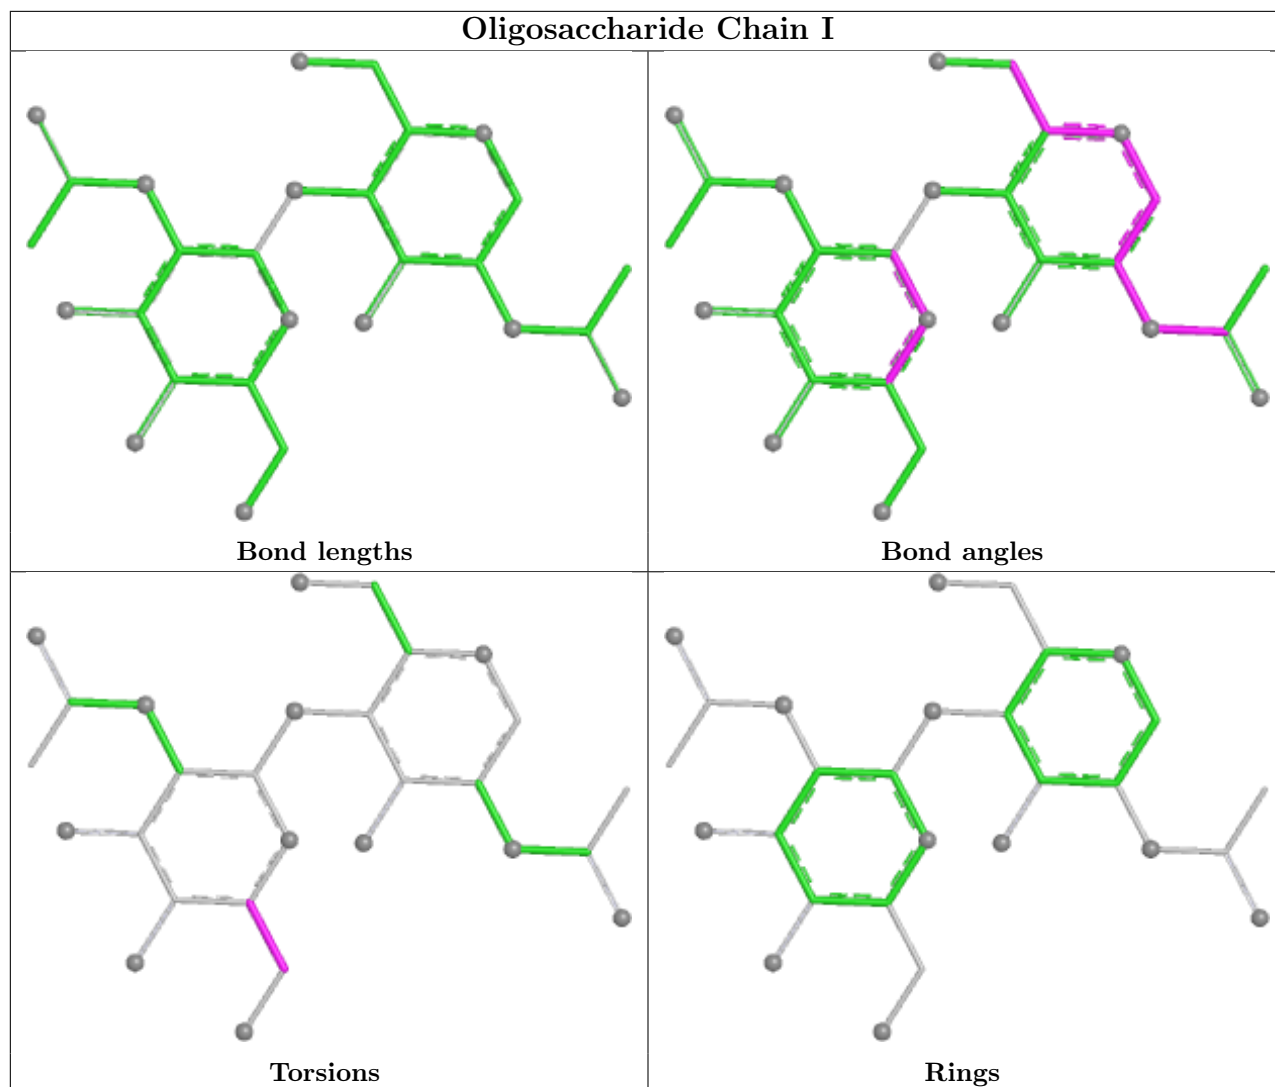 Oligosaccharide Chain I
Bond lengths
Bond angles
Torsions
Rings